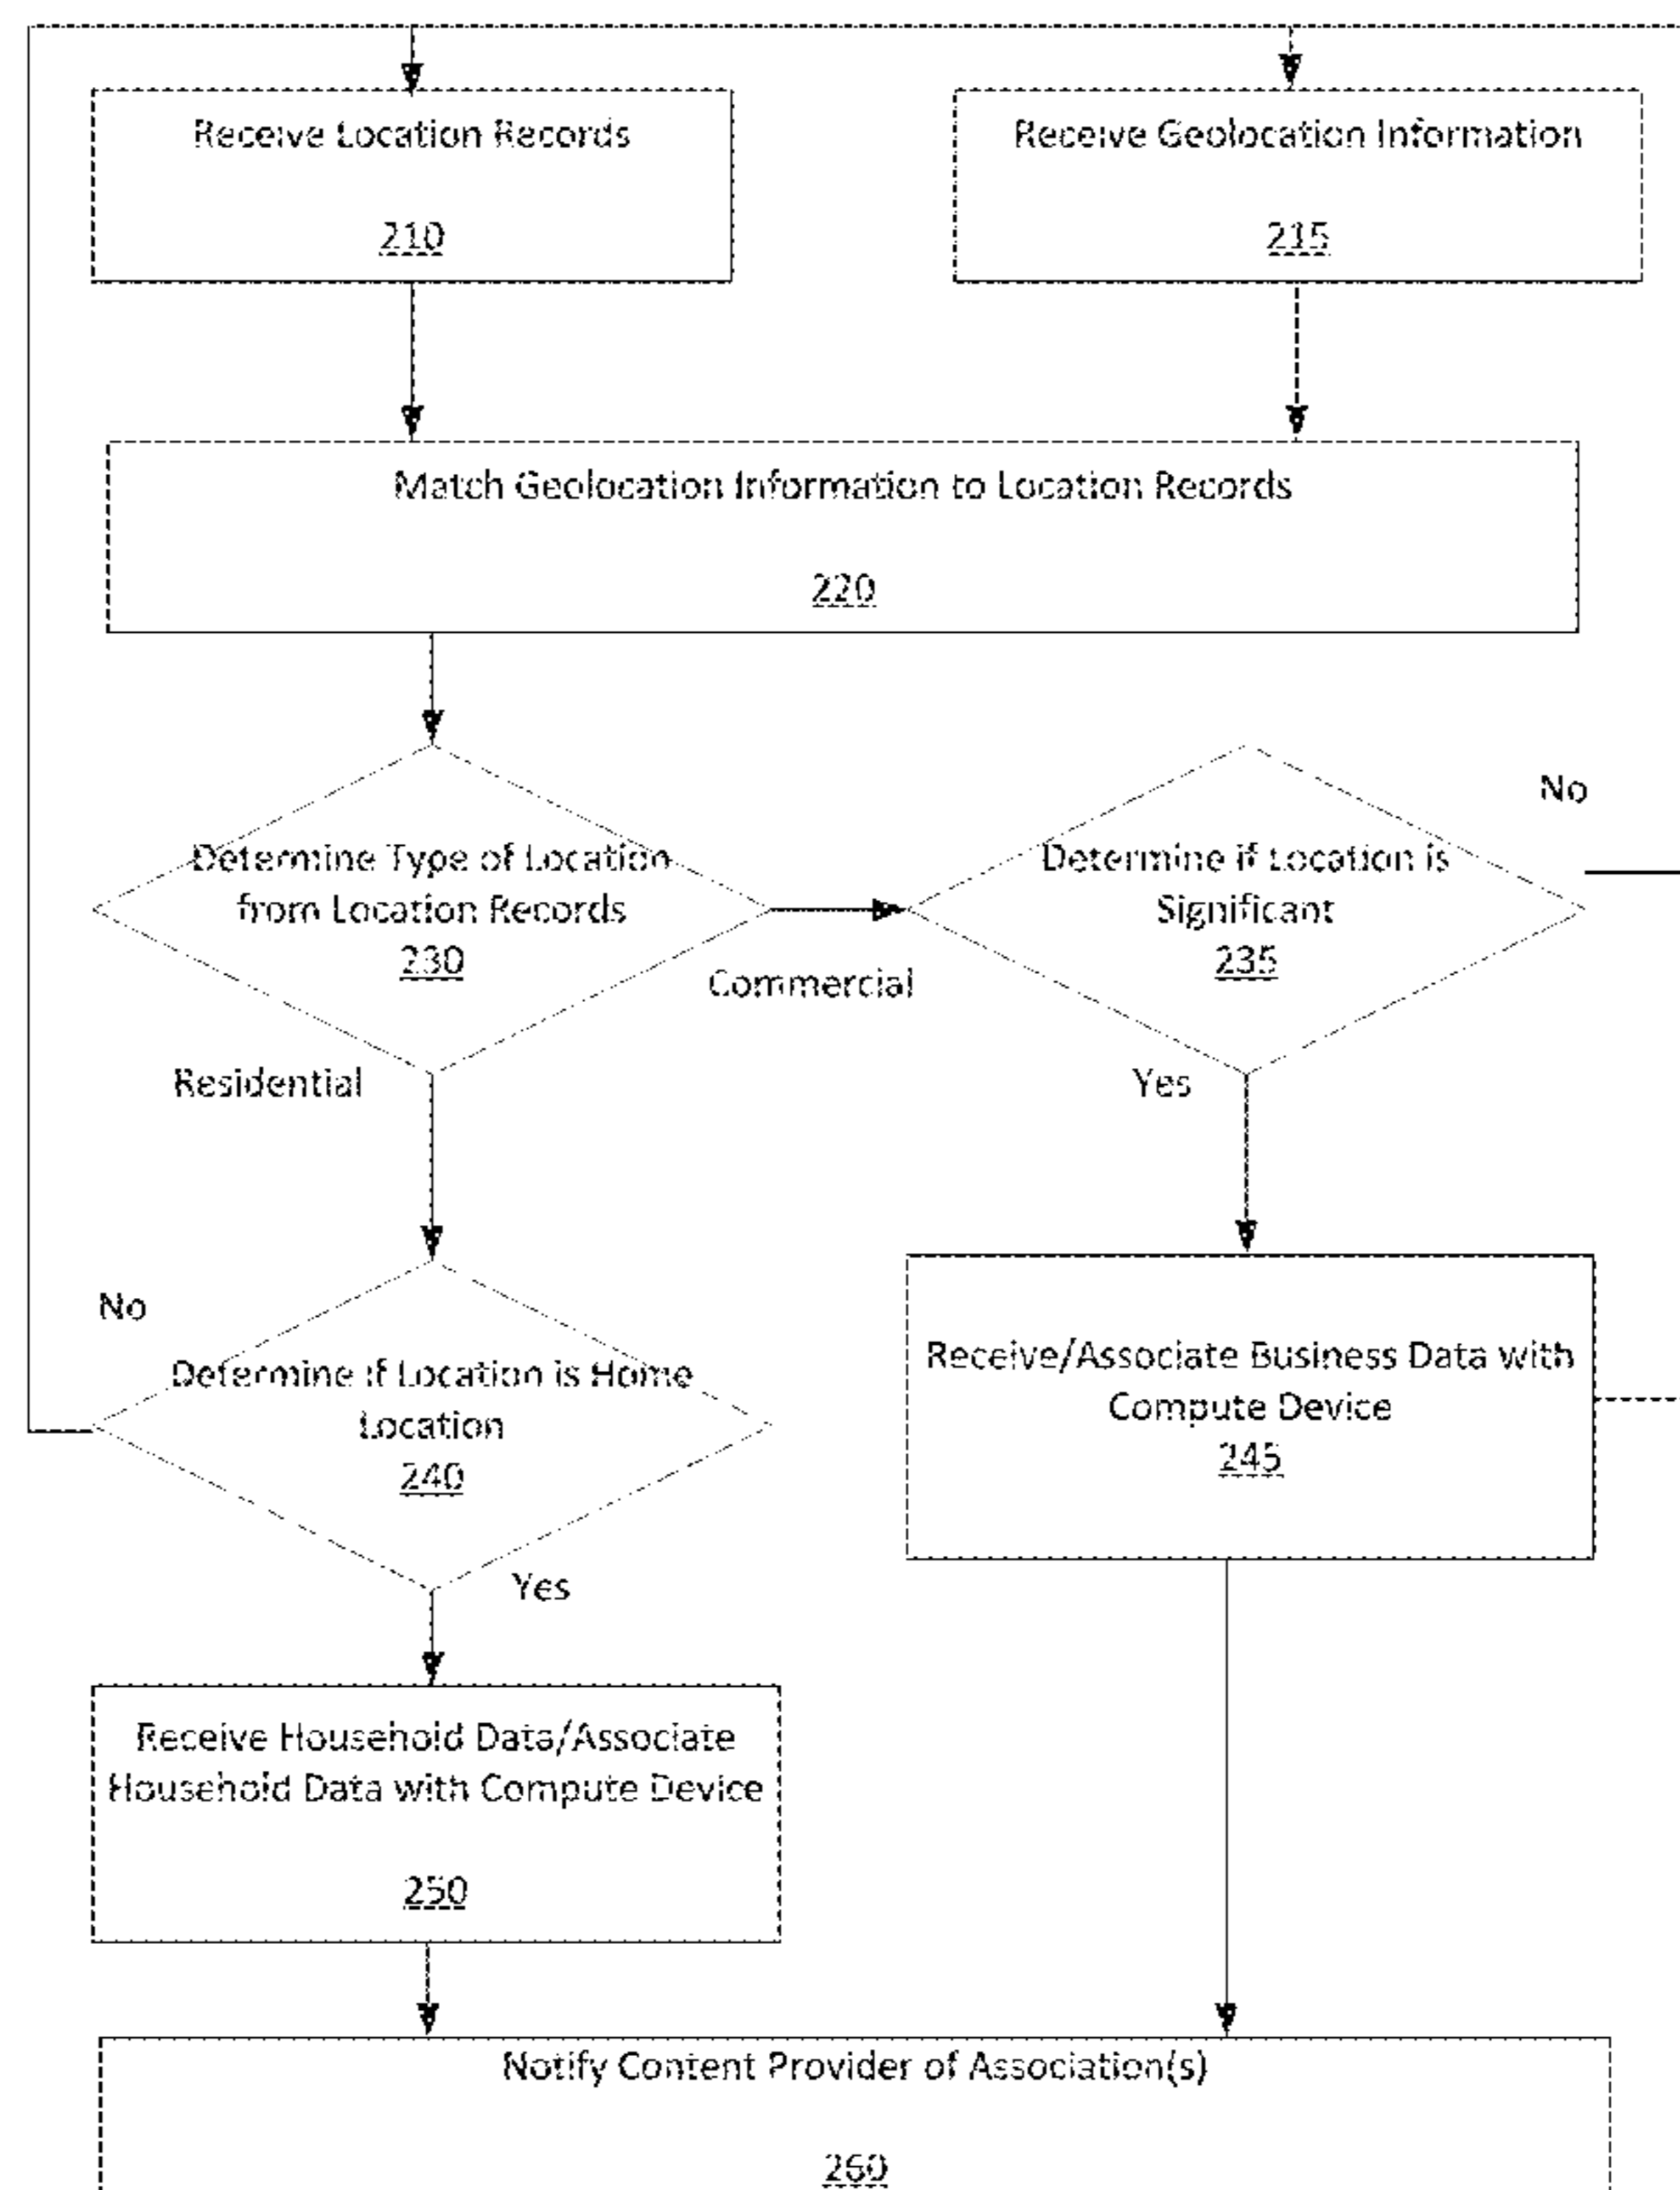 Receive Location Records
210
Receive Geolocation Information
215
Match Geolocation Information to Location Records
220
Determine Type of Location
from Location Records
230
Commercial
Residential
Determine if Location is
Significant
235
No
Yes
No
Determine if Location is Home
Location
240
Yes
Receive/Associate Business Data with
Compute Device
245
Receive Household Data/Associate
Household Data with Compute Device
250
Notify Content Provider of Association(s)
260